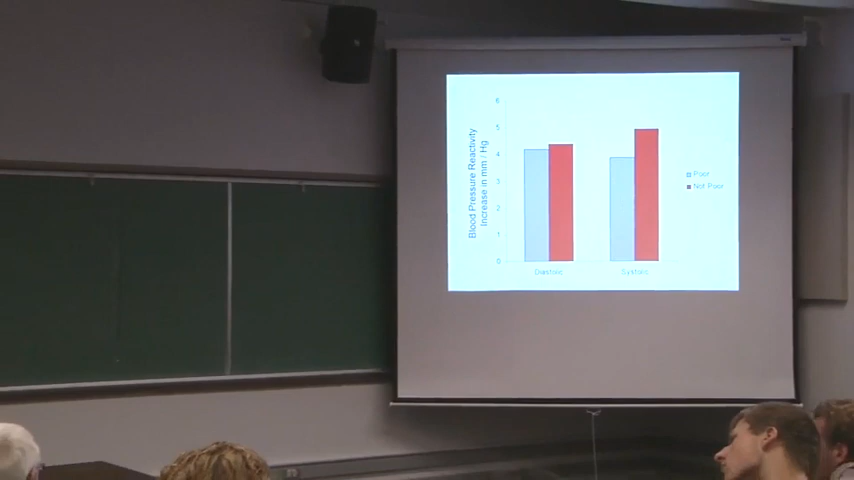 Blood Pressure Reactivity
Increase in mm / Hg
6
5
4
3
2
1
0
Diastolic
Systolic
Poor
Not Poor